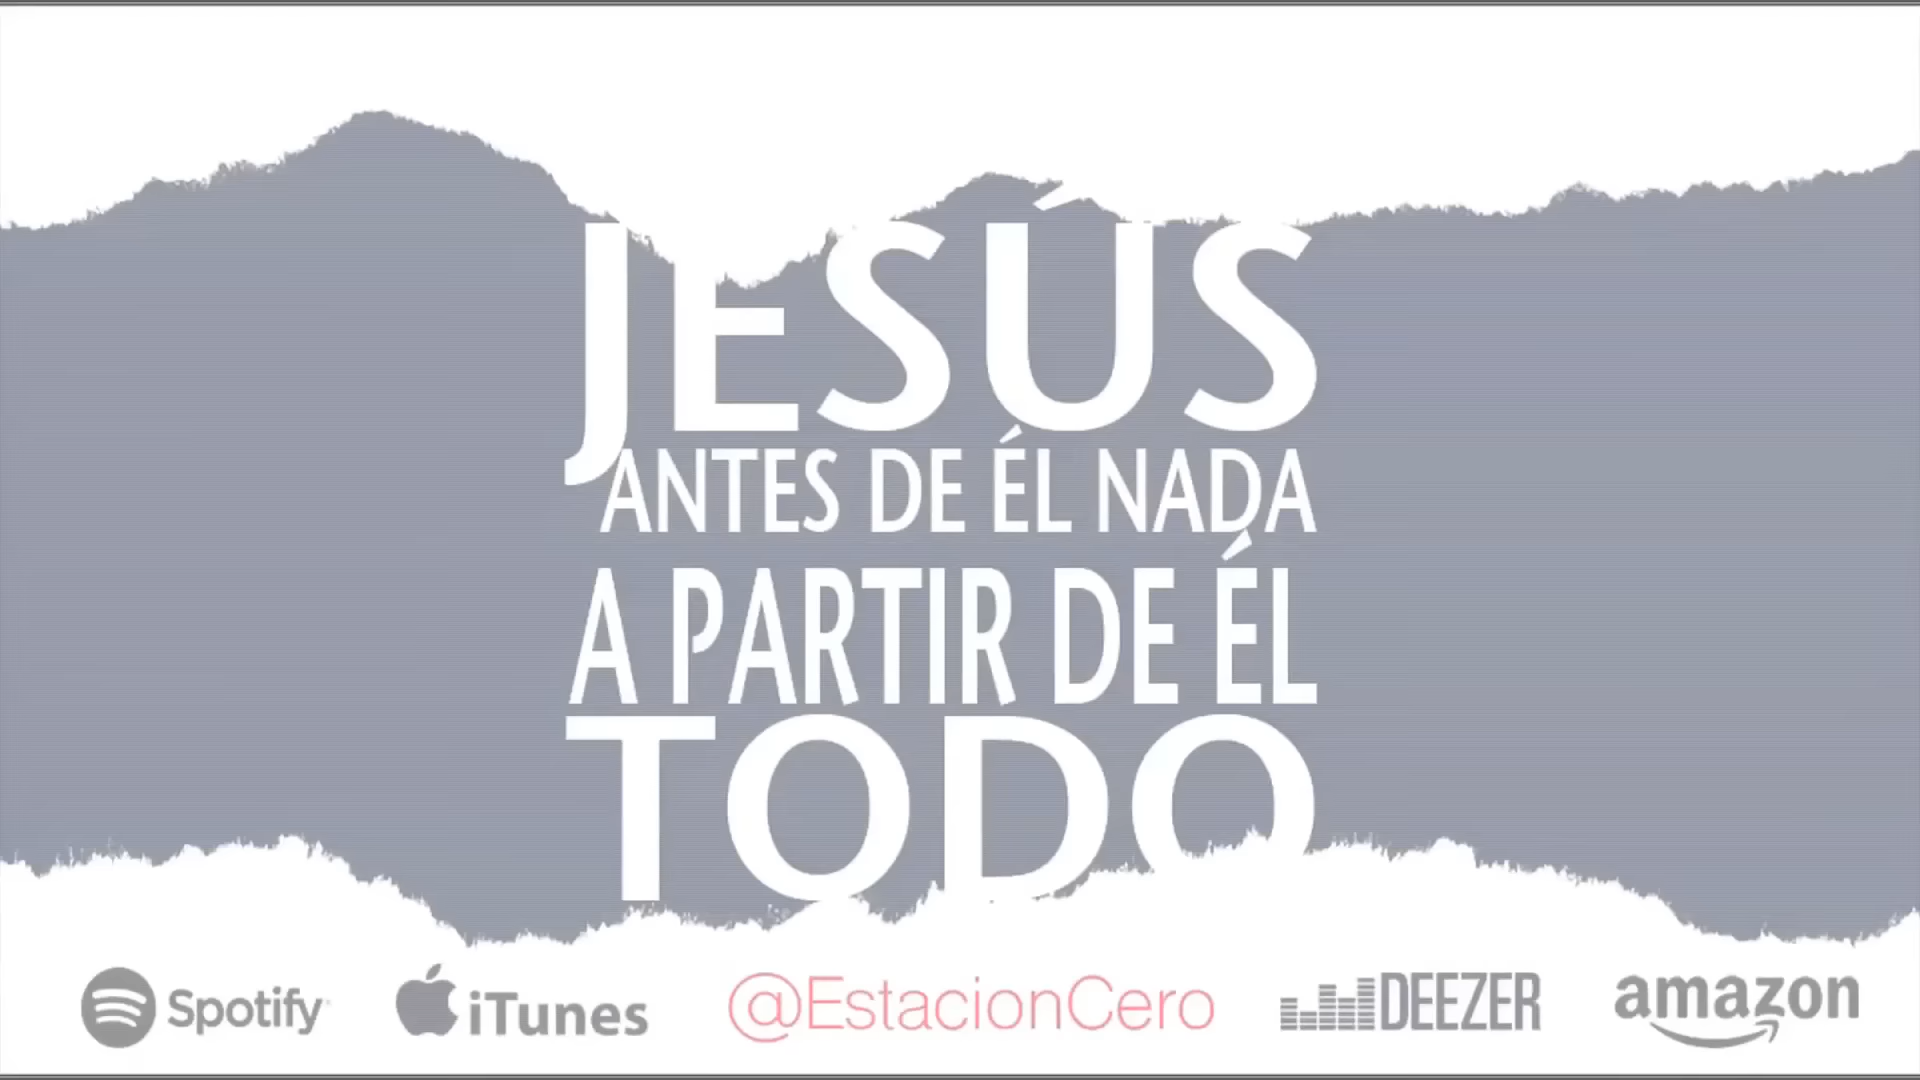 JESÚS
ANTES DE ÉL NADA
A PARTIR DE ÉL
TODO
Spotify iTunes @EstacionCero DEEZER amazon